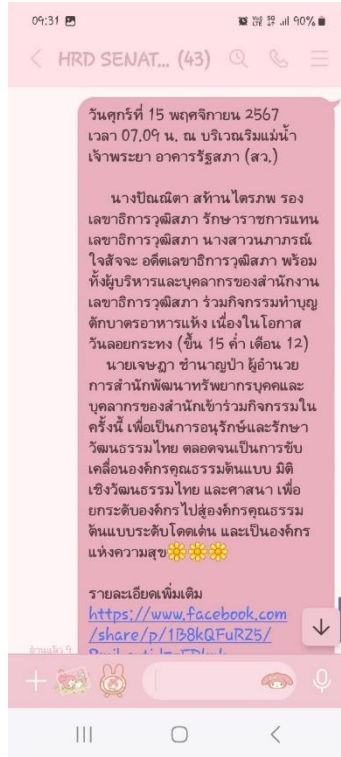 09:31
90%
HRD SENAT... (43)
วันศุกร์ที่ 15 พฤศจิกายน 2567
เวลา 07.09 น. ณ บริเวณริมแม่น้ำ
เจ้าพระยา อาคารรัฐสภา (สว.)
นางปัณณิตา สท้านไตรภพ รอง
เลขาธิการวุฒิสภา รักษาราชการแทน
เลขาธิการวุฒิสภา นางสาวนภาภรณ์
ใจสัจจะ อดีตเลขาธิการวุฒิสภา พร้อม
ทั้งผู้บริหารและบุคลากรของสำนักงาน
เลขาธิการวุฒิสภา ร่วมกิจกรรมทำบุญ
ตักบาตรอาหารแห้ง เนื่องในโอกาส
วันลอยกระทง (ขึ้น 15 ค่ำ เดือน 12)
นายเจษฎา ชำนาญป่า ผู้อำนวย
การสำนักพัฒนาทรัพยากรบุคคและ
บุคลากรของสำนักเข้าร่วมกิจกรรมใน
ครั้งนี้ เพื่อเป็นการอนุรักษ์และรักษา
วัฒนธรรมไทย ตลอดจนเป็นการขับ
เคลื่อนองค์กรคุณธรรมต้นแบบ มิติ
เชิงวัฒนธรรมไทย และศาสนา เพื่อ
ยกระดับองค์กรไปสู่องค์กรคุณธรรม
ต้นแบบระดับโดดเด่น และเป็นองค์กร
แห่งความสุข
รายละเอียดเพิ่มเติม
https://www.facebook.com
/share/p/1B8kQFuRZ5/
อ่านแล้ว 9